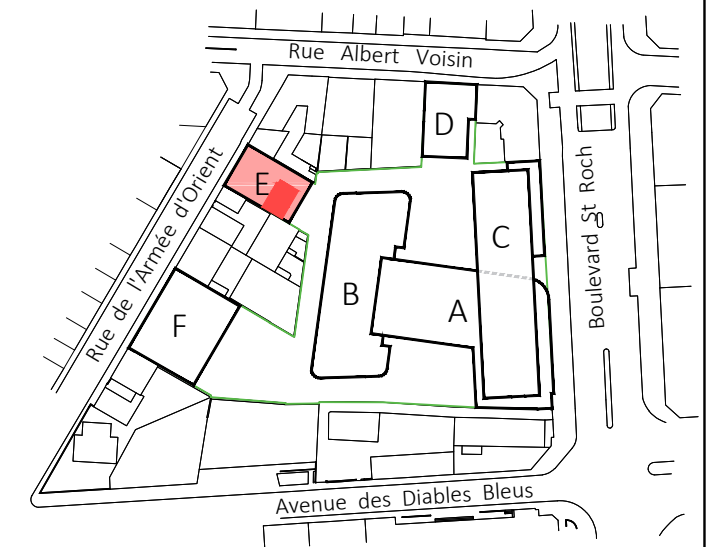 Rue Albert Voisin
D
E
Rue de l'Armée d'Orient
Boulevard St Roch
C
B
A
F
Avenue des Diables Bleus